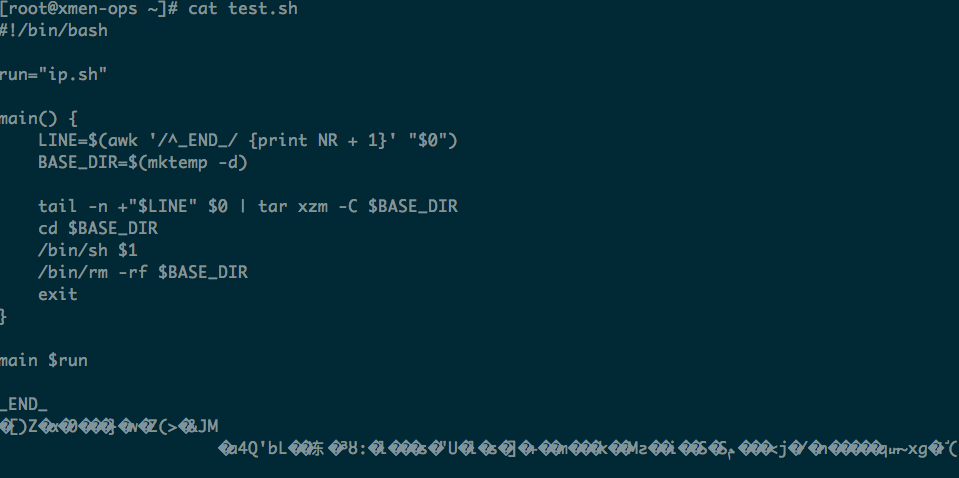 [root@xmen-ops ~]# cat test.sh
#!/bin/bash
run="ip.sh"
main() {
LINE=$(awk '/^_END_/ {print NR + 1}' "$0")
BASE_DIR=$(mktemp -d)
tail -n +"$LINE" $0 | tar xzm -C $BASE_DIR
cd $BASE_DIR
/bin/sh $1
/bin/rm -rf $BASE_DIR
exit
}
main $run
_END_